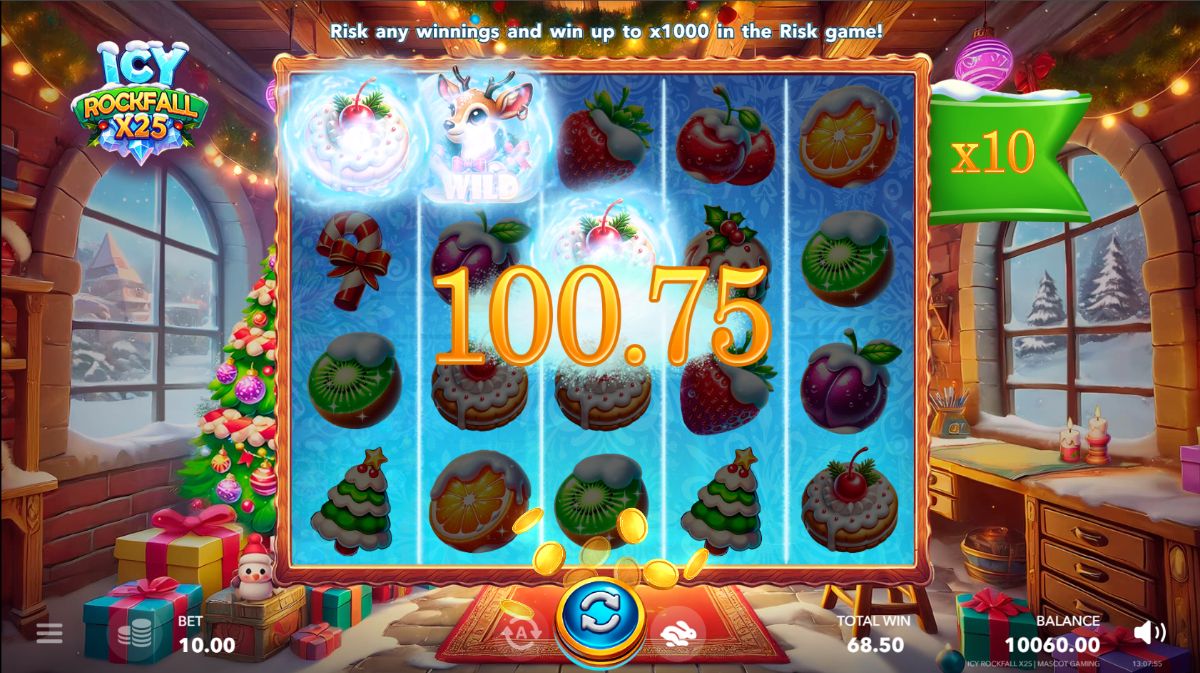 Risk any winnings and win up to x1000 in the Risk game!
ICY
ROCKFALL
X25
x10
WILD
100.75
A
BET
10.00
TOTAL WIN
68.50
BALANCE
10060.00
ICY ROCKFALL X25 | MASCOT GAMING
13:07:55